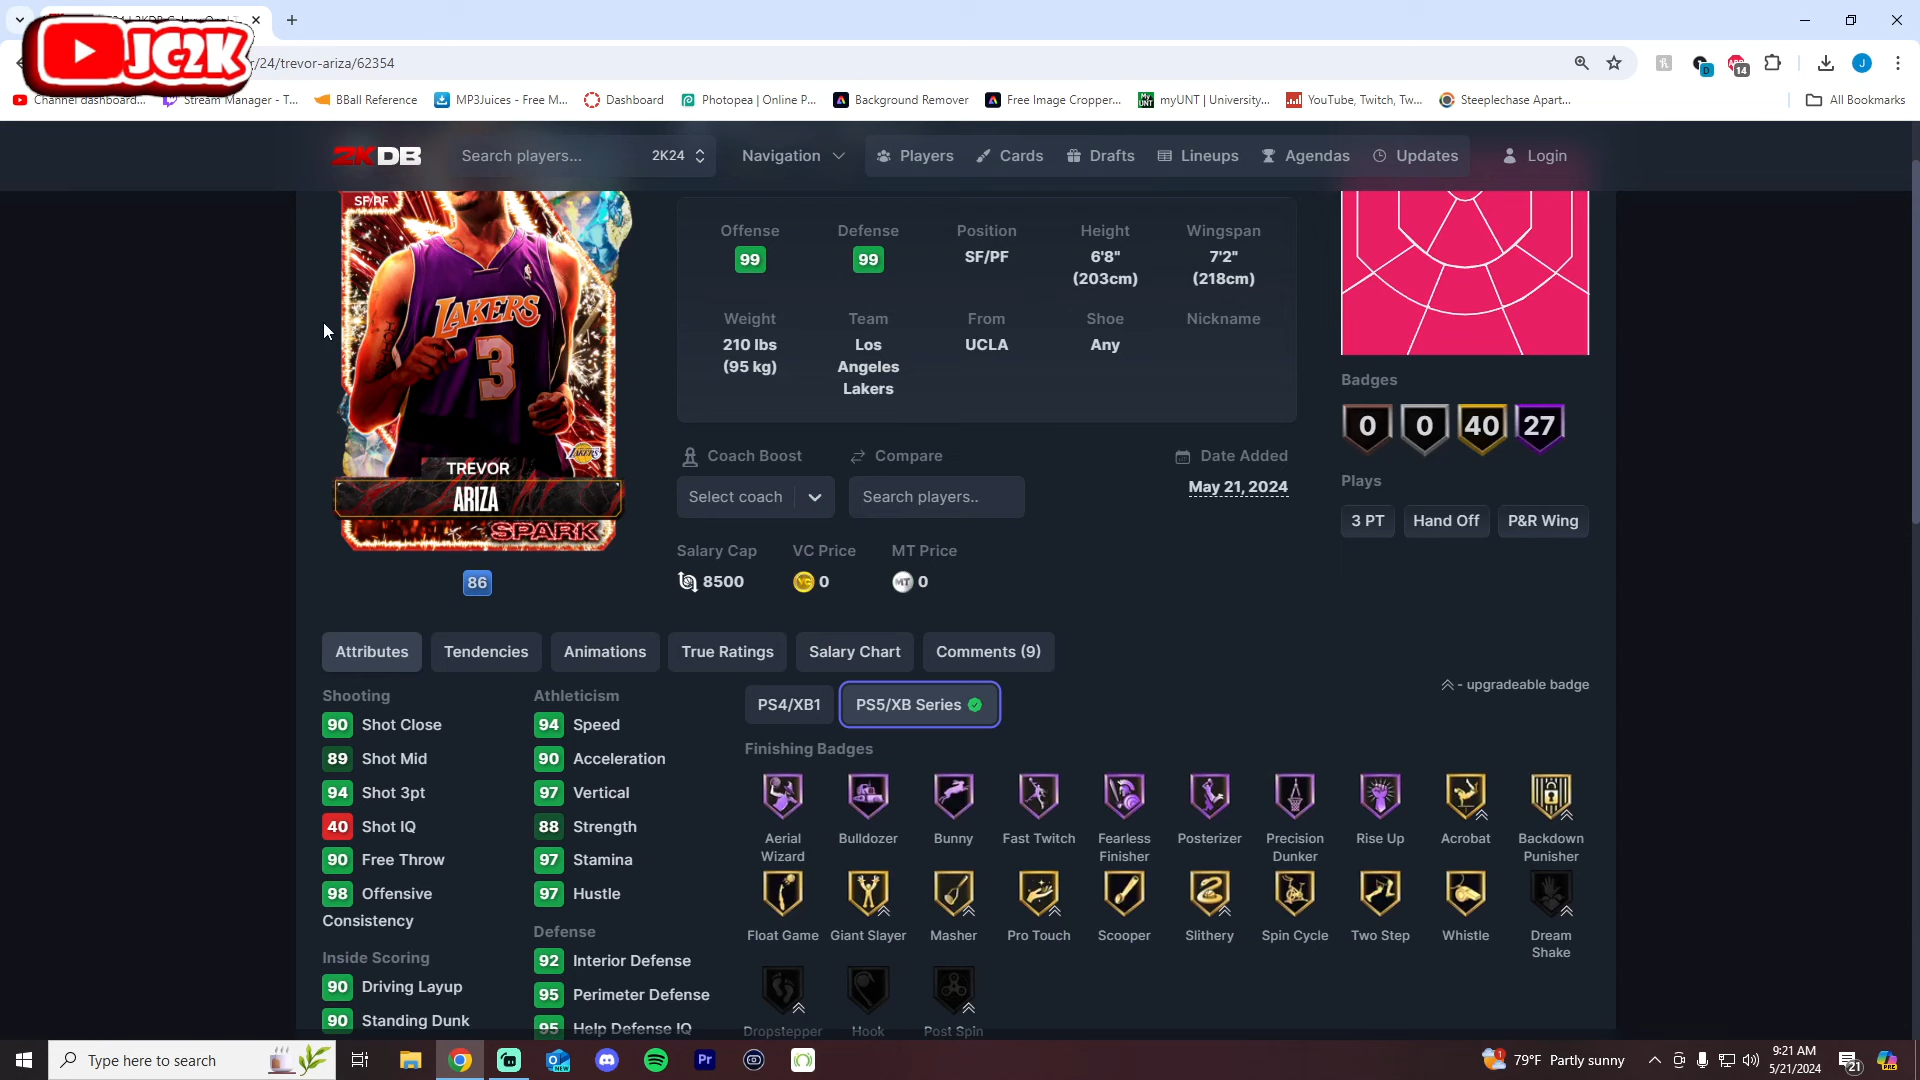 JC2K
r/24/trevor-ariza/62354
14
Channel dashboard...
Stream Manager - T...
BBall Reference
MP3Juices - Free M...
Dashboard
Photopea | Online P...
Background Remover
Free Image Cropper...
myUNT | University...
YouTube, Twitch, Tw...
Steeplechase Apart...
All Bookmarks
2KDB
Search players...
2K24
Navigation
Players
Cards
Drafts
Lineups
Agendas
Updates
Login
SF/PF
LAKERS
3
TREVOR
ARIZA
SPARK
86
Offense
99
Defense
99
Position
SF/PF
Height
6'8"
(203cm)
Wingspan
7'2"
(218cm)
Weight
210 lbs
(95 kg)
Team
Los
Angeles
Lakers
From
UCLA
Shoe
Any
Nickname
Coach Boost
Compare
Date Added
Select coach
Search players..
May 21, 2024
Salary Cap
8500
VC Price
0
MT Price
0
Badges
0
0
40
27
Plays
3 PT
Hand Off
P&R Wing
Attributes
Tendencies
Animations
True Ratings
Salary Chart
Comments (9)
Shooting
90 Shot Close
89 Shot Mid
94 Shot 3pt
40 Shot IQ
90 Free Throw
98 Offensive
Consistency
Inside Scoring
90 Driving Layup
90 Standing Dunk
Athleticism
94 Speed
90 Acceleration
97 Vertical
88 Strength
97 Stamina
97 Hustle
Defense
92 Interior Defense
95 Perimeter Defense
95 Help Defense IQ
PS4/XB1
PS5/XB Series
- upgradeable badge
Finishing Badges
Aerial
Wizard
Bulldozer
Bunny
Fast Twitch
Fearless
Finisher
Posterizer
Precision
Dunker
Rise Up
Acrobat
Backdown
Punisher
Float Game
Giant Slayer
Masher
Pro Touch
Scooper
Slithery
Spin Cycle
Two Step
Whistle
Dream
Shake
Dropstepper
Hook
Post Spin
Type here to search
79°F Partly sunny
9:21 AM
5/21/2024
21